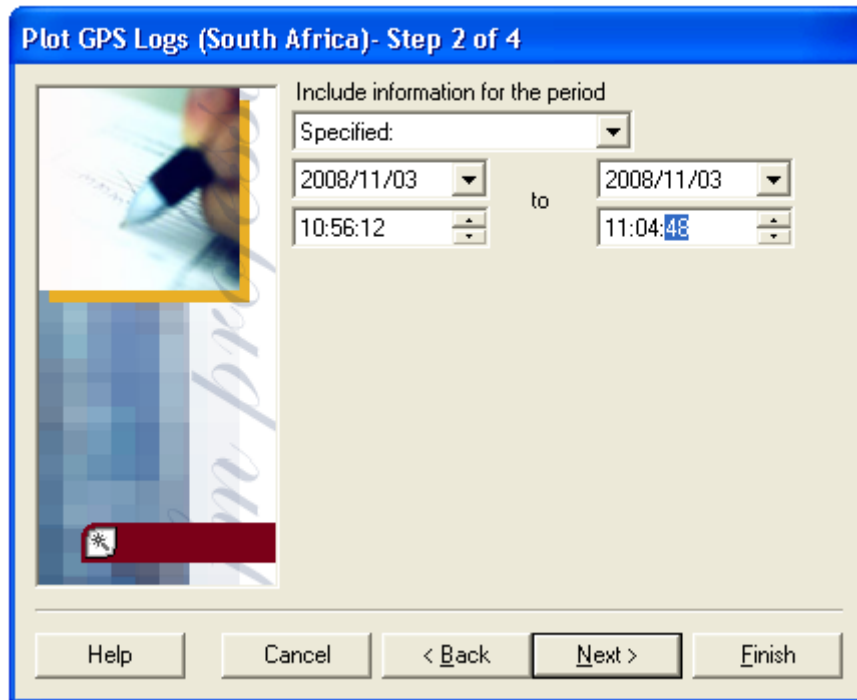 Plot GPS Logs (South Africa)- Step 2 of 4
Include information for the period
Specified:
2008/11/03 to 2008/11/03
10:56:12 11:04:48
Help Cancel < Back Next > Finish